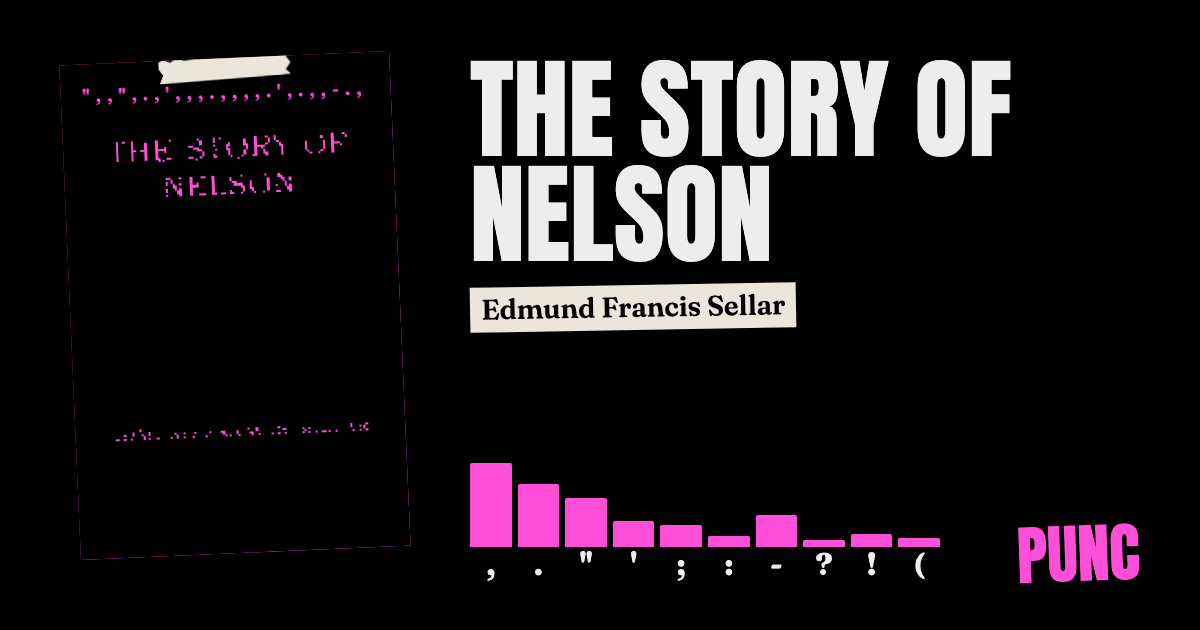 ",,",.,',,,.,,,,.',.,,-.,
THE STORY OF
NELSON
THE STORY OF
NELSON
Edmund Francis Sellar
, . " ' ; : - ? ! (
PUNC